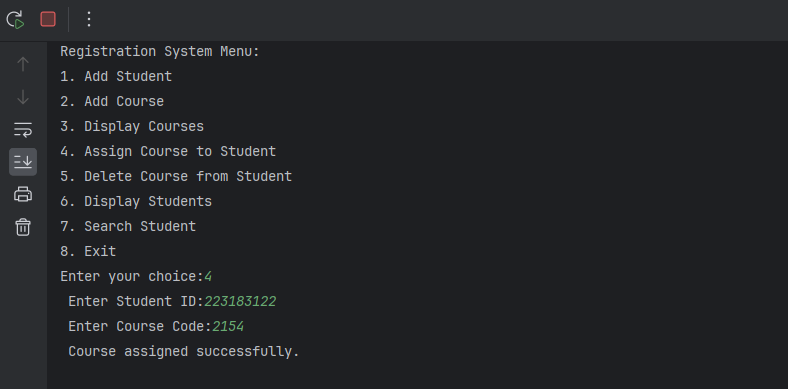 Registration System Menu:
1. Add Student
2. Add Course
3. Display Courses
4. Assign Course to Student
5. Delete Course from Student
6. Display Students
7. Search Student
8. Exit
Enter your choice:4
Enter Student ID:223183122
Enter Course Code:2154
Course assigned successfully.